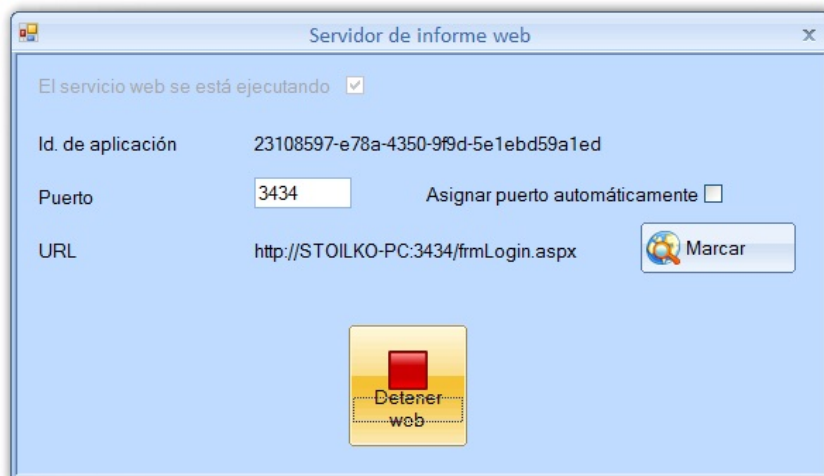 Servidor de informe web
El servicio web se está ejecutando
Id. de aplicación 23108597-e78a-4350-9f9d-5e1ebd59a1ed
Puerto 3434 Asignar puerto automáticamente
URL http://STOILKO-PC:3434/frmLogin.aspx Marcar
Detener
web